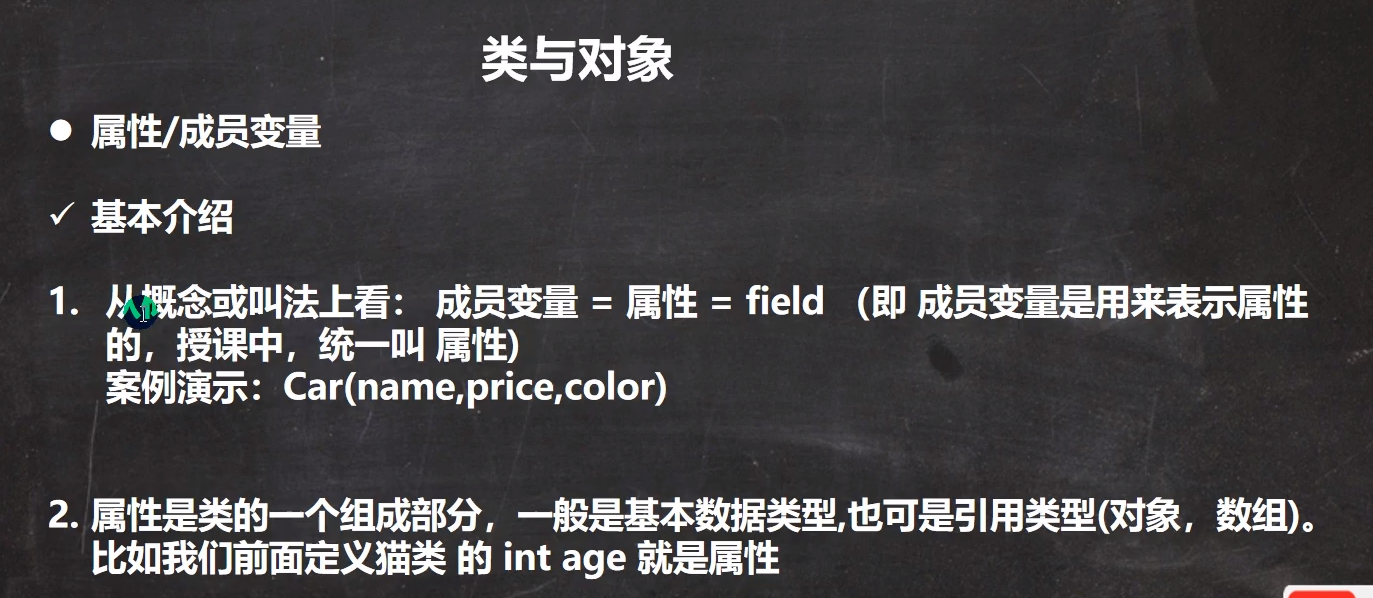 类与对象
● 属性/成员变量
✓ 基本介绍
1. 从概念或叫法上看： 成员变量 = 属性 = field （即 成员变量是用来表示属性
的，授课中，统一叫 属性)
案例演示：Car(name,price,color)
2. 属性是类的一个组成部分，一般是基本数据类型,也可是引用类型(对象，数组)。
比如我们前面定义猫类 的 int age 就是属性